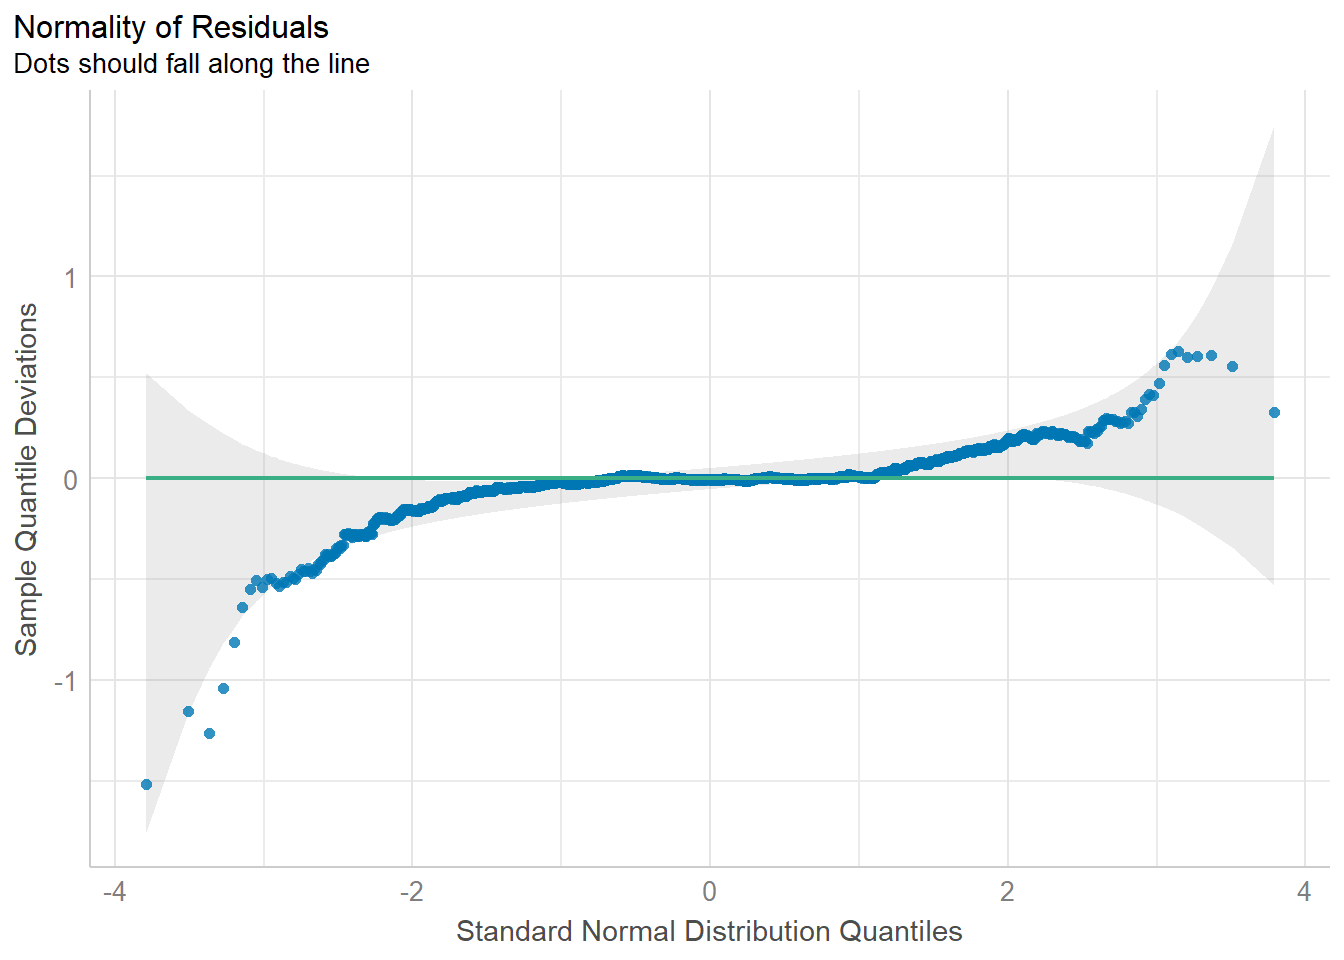 Normality of Residuals
Dots should fall along the line
1
0
-1
Sample Quantile Deviations
-4
-2
0
2
4
Standard Normal Distribution Quantiles